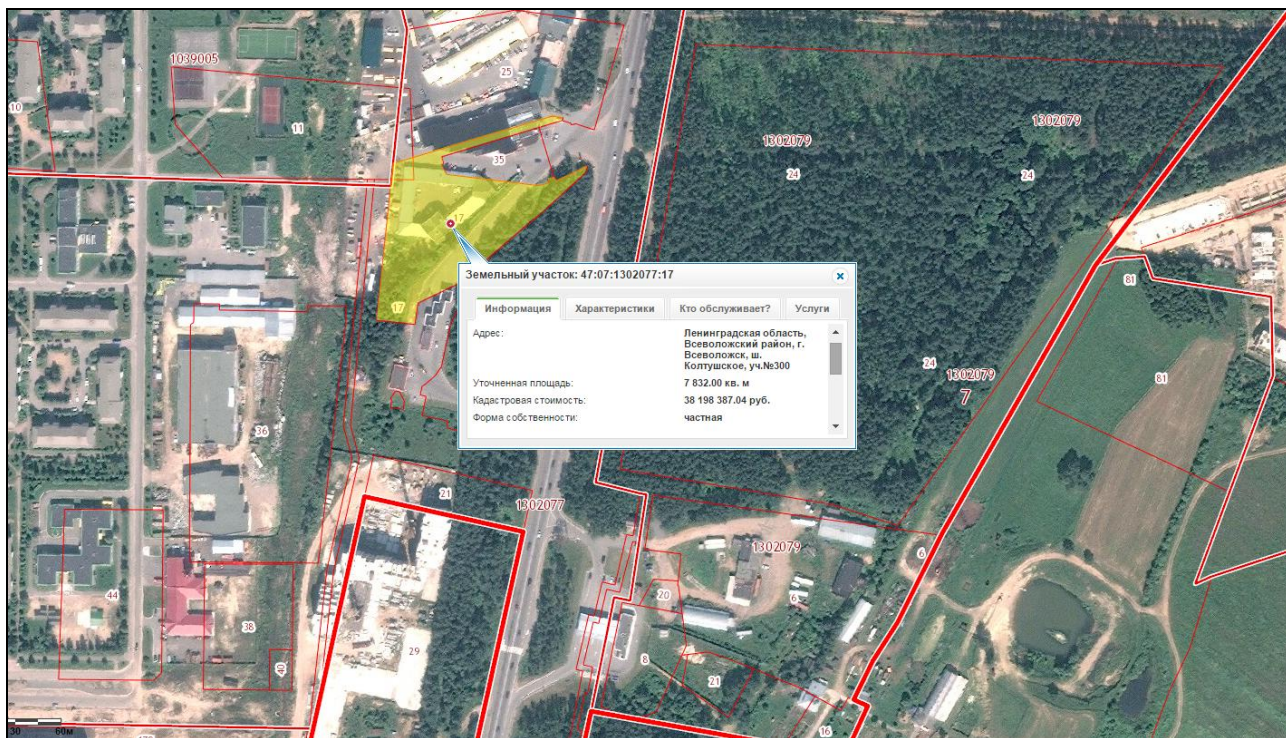 1039005
10
11
25
35
17
17
1302079
1302079
24
24
Земельный участок: 47:07:1302077:17
Информация
Характеристики
Кто обслуживает?
Услуги
Адрес:
Ленинградская область,
Всеволожский район, г.
Всеволожск, ш.
Колтушское, уч.№300
Уточненная площадь:
7 832.00 кв. м
Кадастровая стоимость:
38 198 387.04 руб.
Форма собственности:
частная
81
81
24
1302079
7
36
21
1302077
1302079
6
6
20
44
38
40
29
8
21
16
30
60м